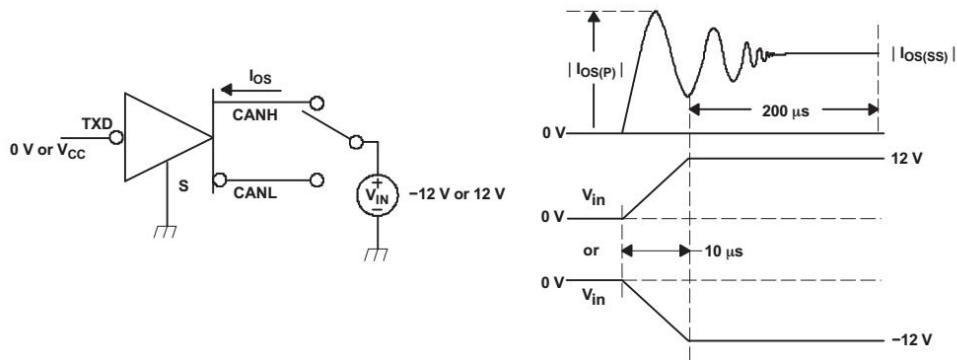 TXD
0 V or VCC
S
IOS
CANH
CANL
VIN
+
−
−12 V or 12 V
| IOS(P) |
| IOS(SS) |
200 µs
0 V
12 V
Vin
0 V
or
10 µs
0 V
Vin
−12 V